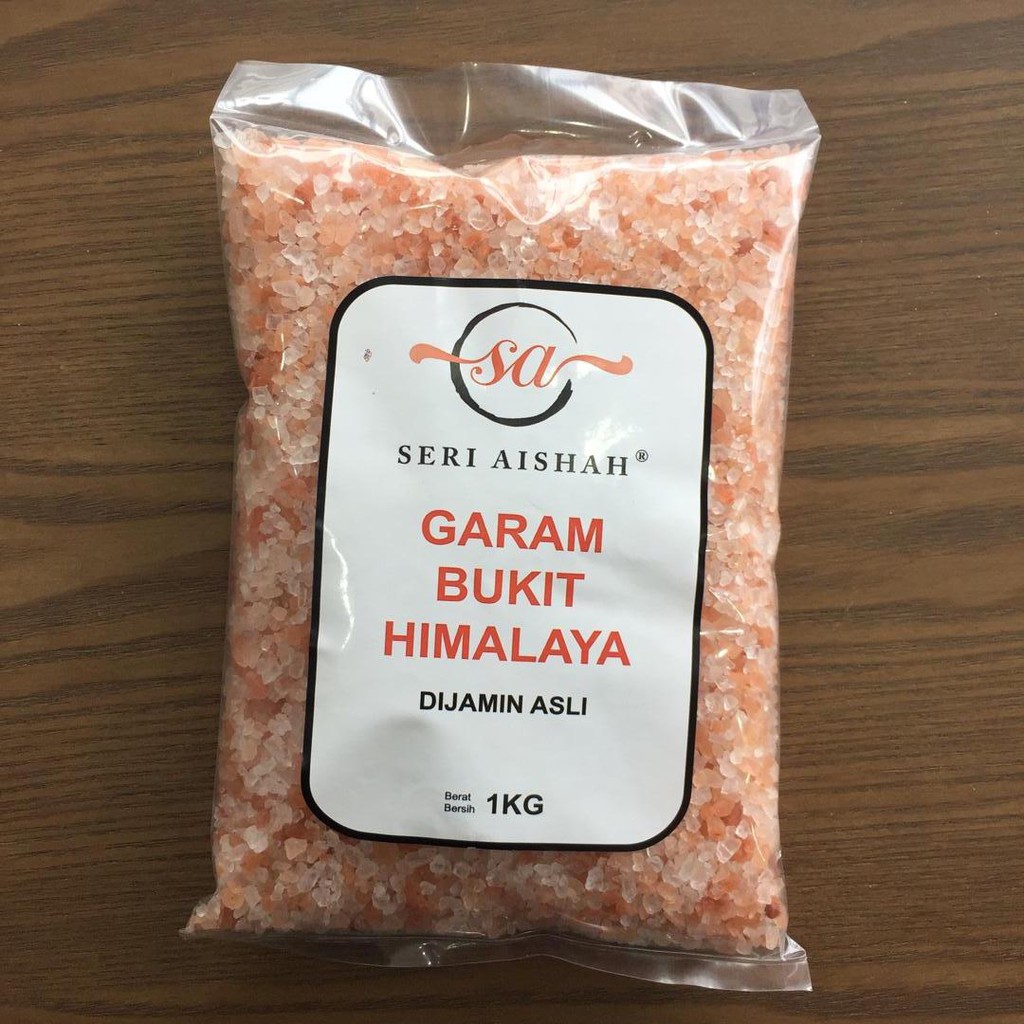 sa
SERI AISHAH®
GARAM
BUKIT
HIMALAYA
DIJAMIN ASLI
Berat
Bersih 1KG